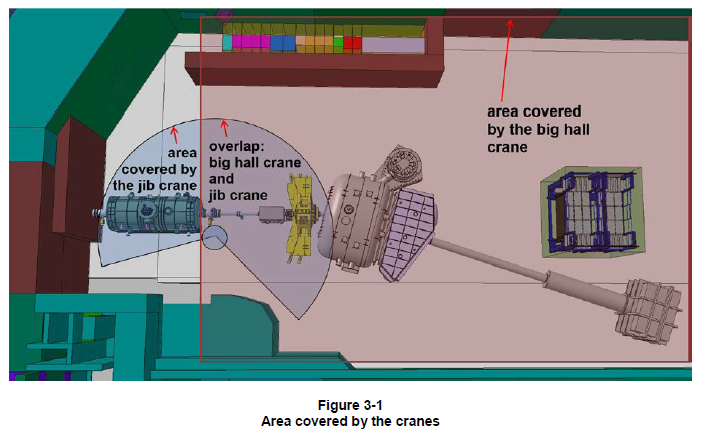 area
covered by
the jib crane
overlap:
big hall crane
and
jib crane
area covered
by the big hall
crane
Figure 3-1
Area covered by the cranes